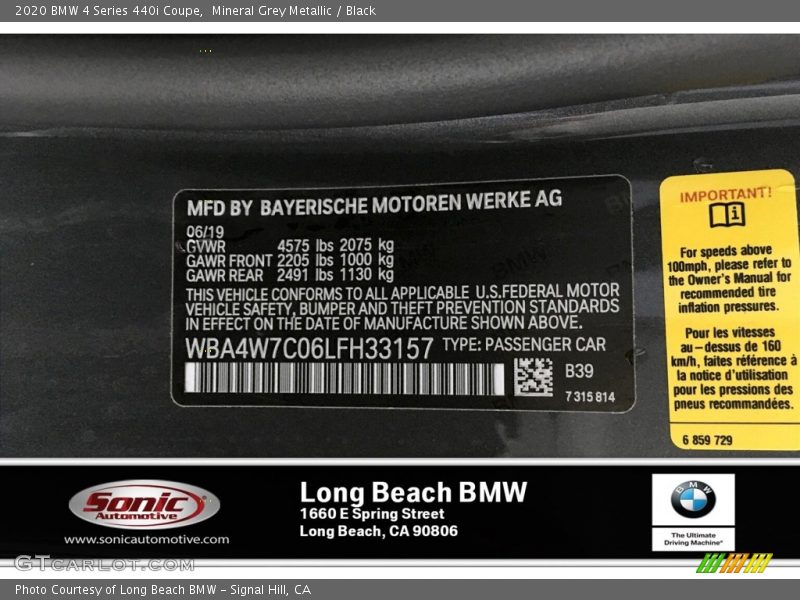 2020 BMW 4 Series 440i Coupe,  Mineral Grey Metallic / Black
MFD BY BAYERISCHE MOTOREN WERKE AG
06/19
GVWR 4575 lbs 2075 kg
GAWR FRONT 2205 lbs 1000 kg
GAWR REAR 2491 lbs 1130 kg
THIS VEHICLE CONFORMS TO ALL APPLICABLE U.S.FEDERAL MOTOR
VEHICLE SAFETY, BUMPER AND THEFT PREVENTION STANDARDS
IN EFFECT ON THE DATE OF MANUFACTURE SHOWN ABOVE.
WBA4W7C06LFH33157 TYPE: PASSENGER CAR
B39
7 315 814
IMPORTANT!
For speeds above
100mph, please refer to
the Owner's Manual for
recommended tire
inflation pressures.
Pour les vitesses
au-dessus de 160
km/h, faites référence à
la notice d'utilisation
pour les pressions des
pneus recommandées.
6 859 729
Sonic
Automotive
www.sonicautomotive.com
Long Beach BMW
1660 E Spring Street
Long Beach, CA 90806
BMW
The Ultimate
Driving Machine®
GTcarlot.com
Photo Courtesy of Long Beach BMW - Signal Hill, CA